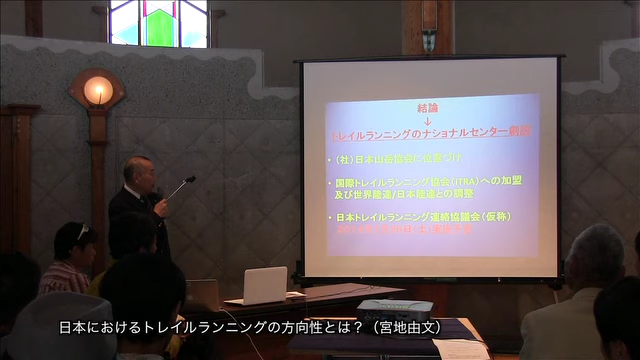 結論
↓
トレイルランニングのナショナルセンター創設
・(社)日本山岳協会に位置づけ
・国際トレイルランニング協会(ITRA)への加盟
及び世界陸連/日本陸連との調整
・日本トレイルランニング連絡協議会(仮称)
日本におけるトレイルランニングの方向性とは?(宮地由文)